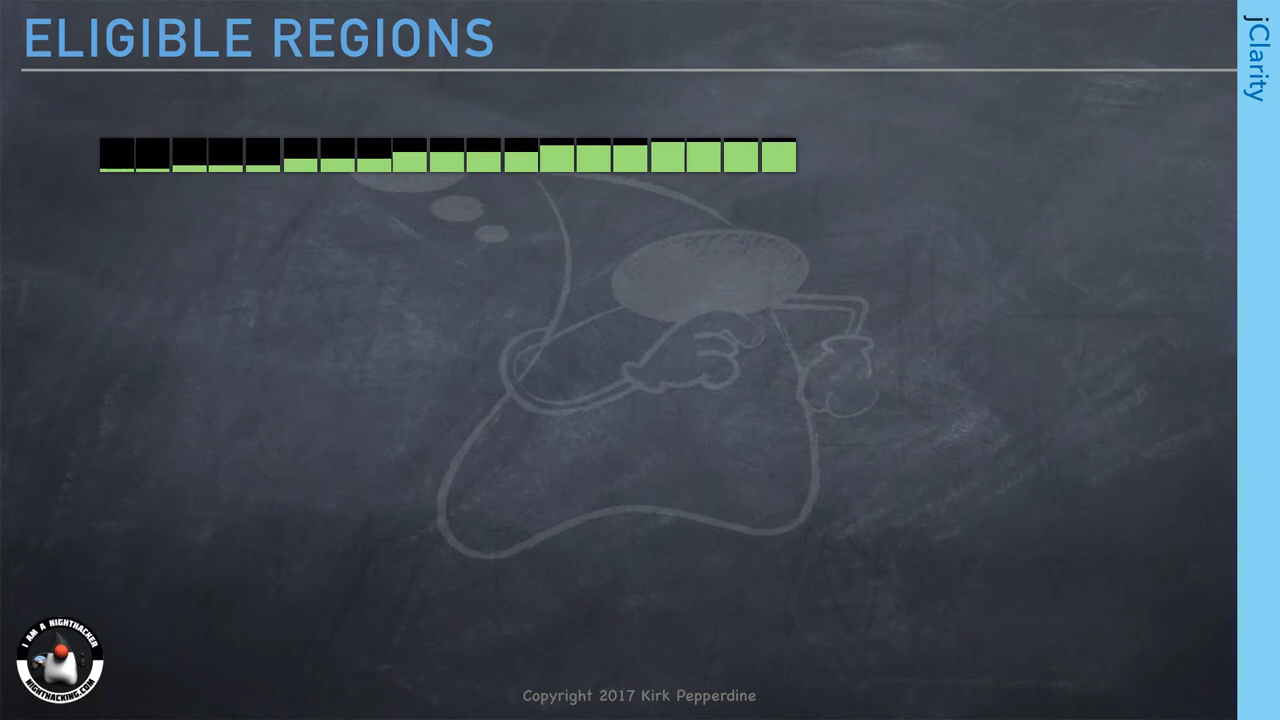 ELIGIBLE REGIONS
jClarity
I AM A NIGHTHACKER
NIGHTHACKING.COM
Copyright 2017 Kirk Pepperdine